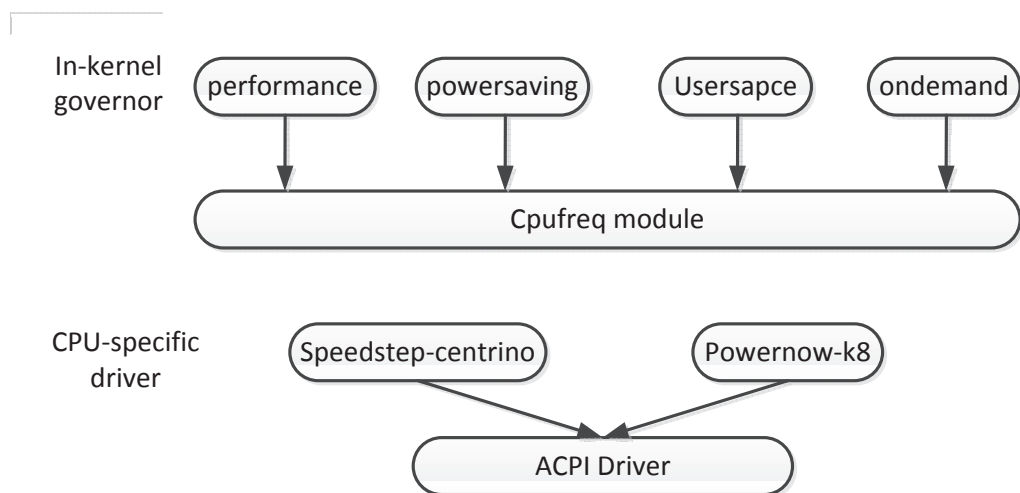 In-kernel
governor
performance
powersaving
Usersapce
ondemand
Cpufreq module
CPU-specific
driver
Speedstep-centrino
Powernow-k8
ACPI Driver